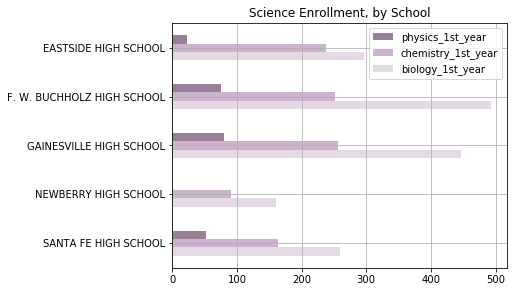 Science Enrollment, by School
physics_1st_year
chemistry_1st_year
biology_1st_year
EASTSIDE HIGH SCHOOL
F. W. BUCHHOLZ HIGH SCHOOL
GAINESVILLE HIGH SCHOOL
NEWBERRY HIGH SCHOOL
SANTA FE HIGH SCHOOL
0 100 200 300 400 500